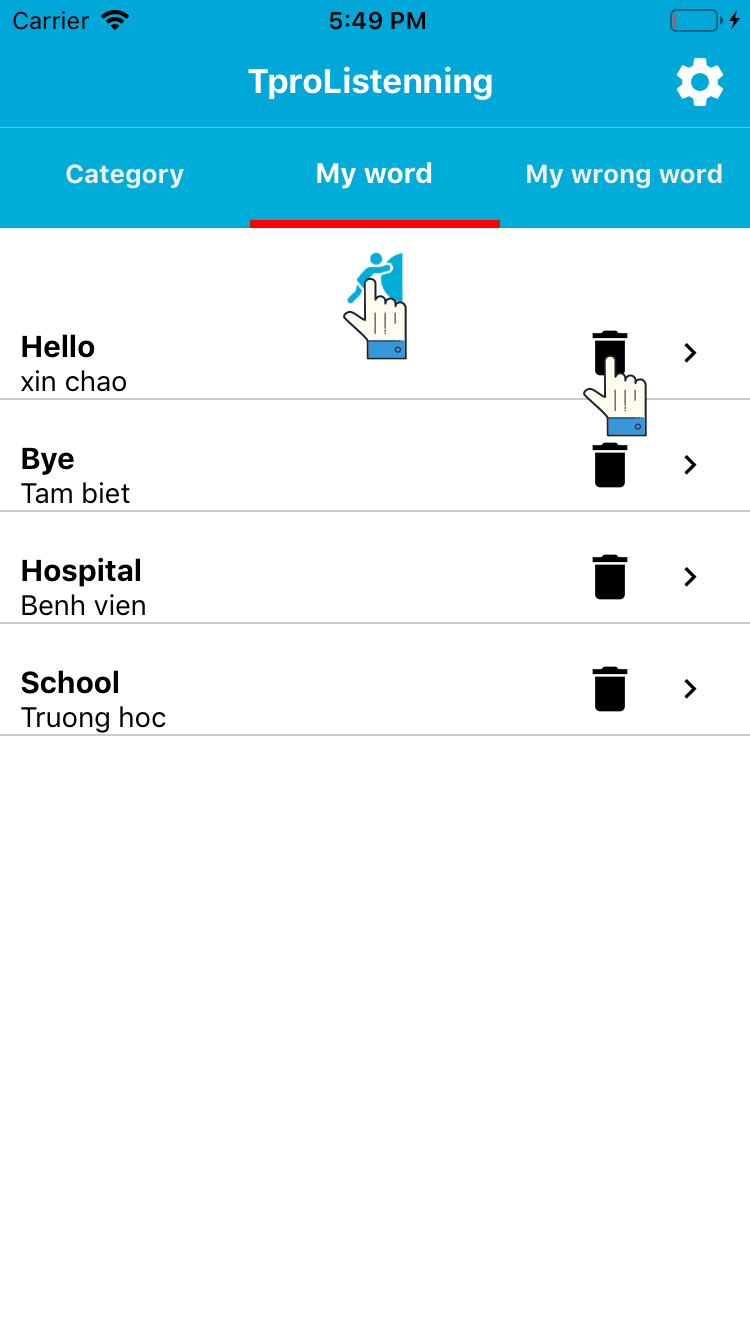 Carrier 5:49 PM
TproListenning
Category My word My wrong word
Hello
xin chao
Bye
Tam biet
Hospital
Benh vien
School
Truong hoc